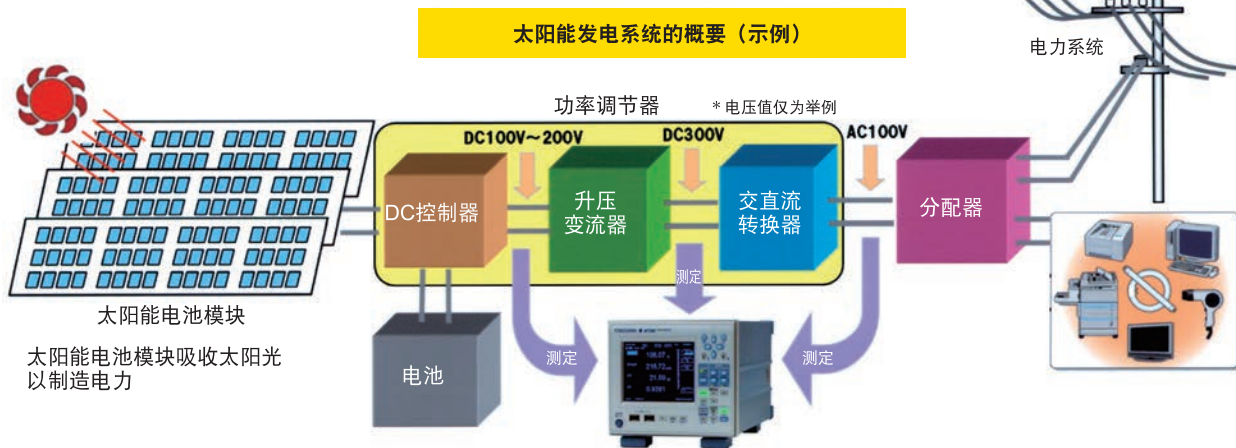 太阳能发电系统的概要（示例）
电力系统
功率调节器
*电压值仅为举例
DC100V～200V
DC300V
AC100V
DC控制器
升压
变流器
交直流
转换器
分配器
测定
测定
测定
电池
太阳能电池模块
太阳能电池模块吸收太阳光
以制造电力